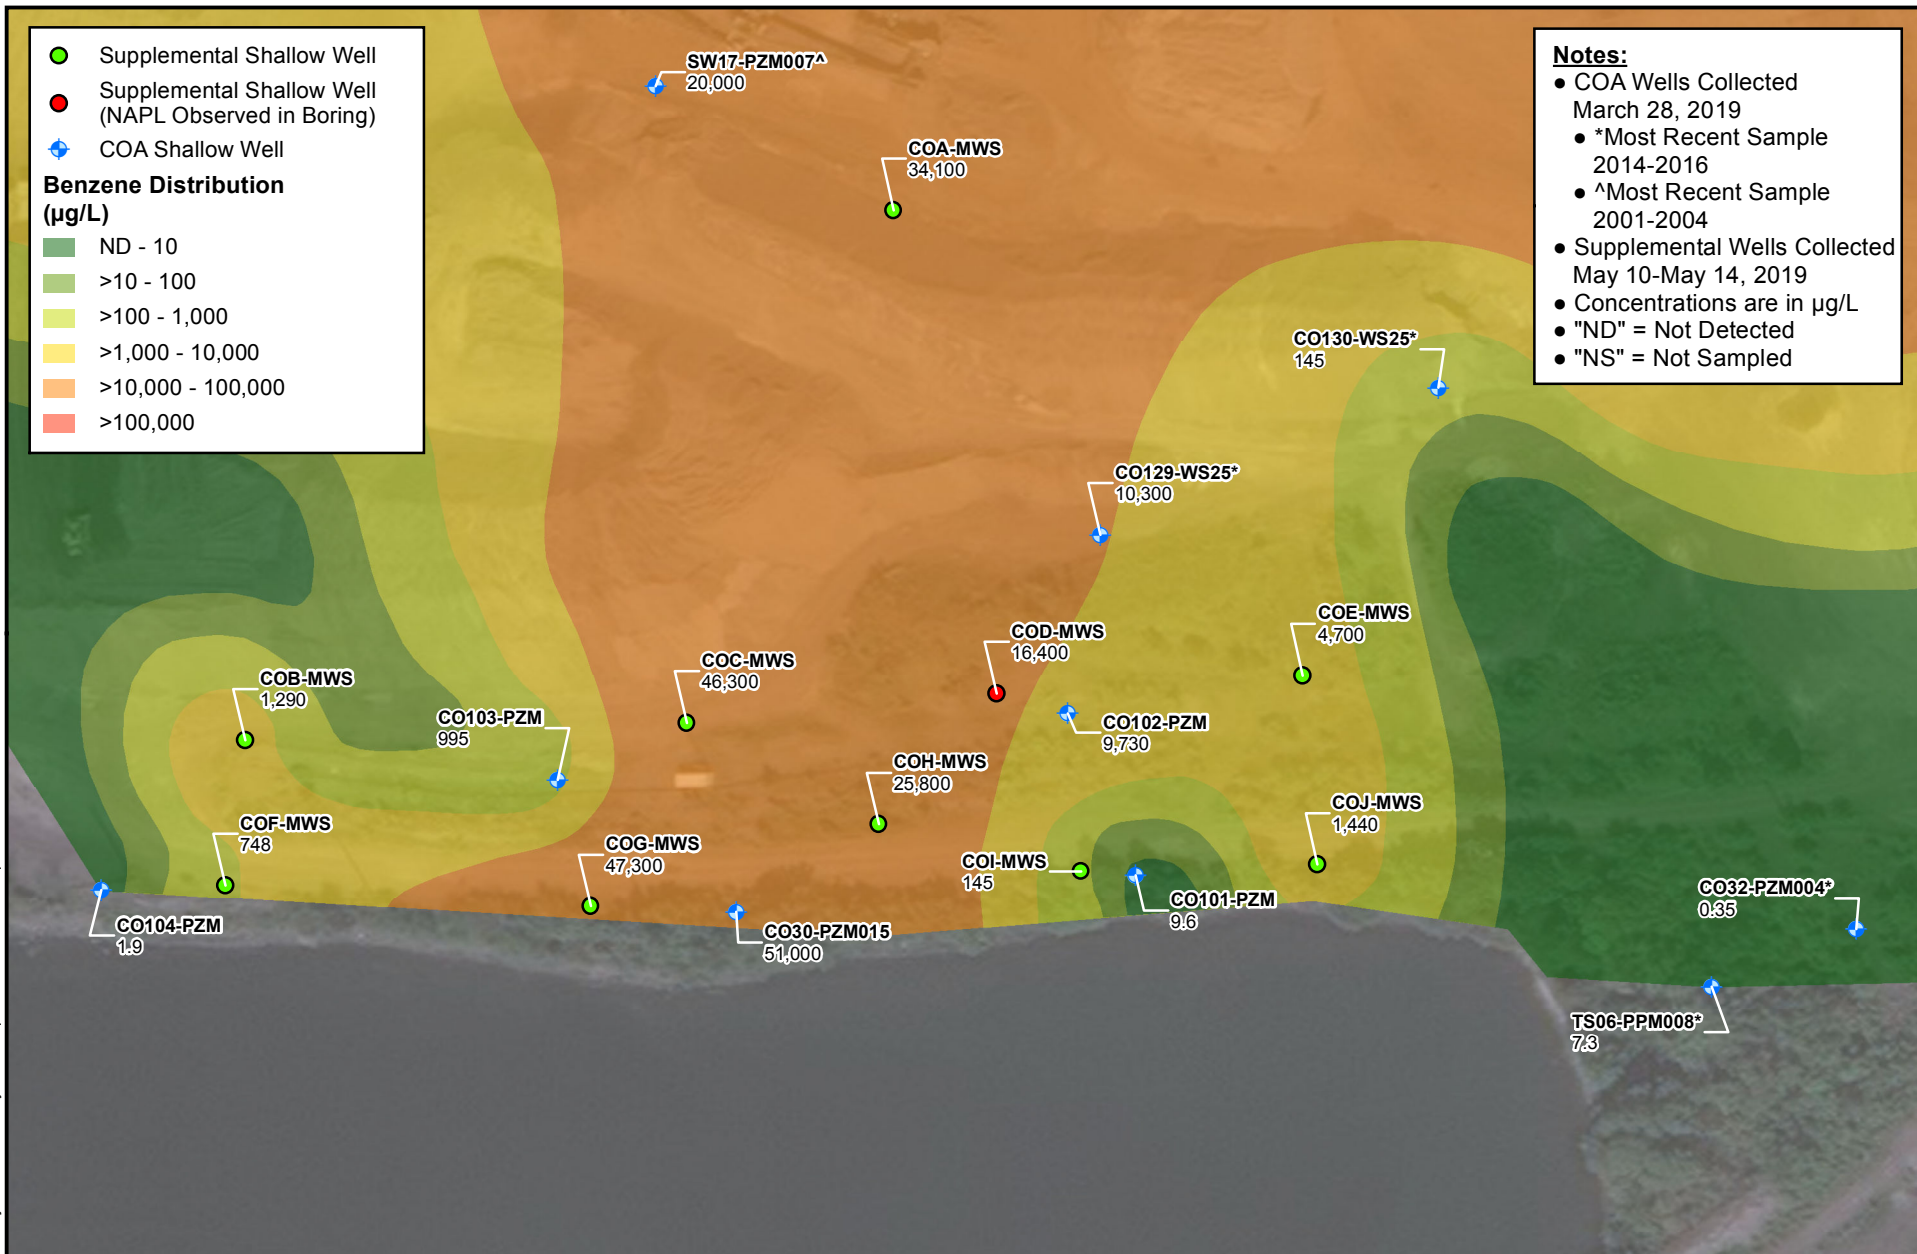 Supplemental Shallow Well
Supplemental Shallow Well
(NAPL Observed in Boring)
COA Shallow Well
Benzene Distribution
(µg/L)
ND - 10
>10 - 100
>100 - 1,000
>1,000 - 10,000
>10,000 - 100,000
>100,000
Notes:
● COA Wells Collected
March 28, 2019
● *Most Recent Sample
2014-2016
● ^Most Recent Sample
2001-2004
● Supplemental Wells Collected
May 10-May 14, 2019
● Concentrations are in µg/L
● "ND" = Not Detected
● "NS" = Not Sampled
SW17-PZM007^
20,000
COA-MWS
34,100
CO130-WS25*
145
CO129-WS25*
10,300
COE-MWS
4,700
COD-MWS
16,400
COC-MWS
46,300
COB-MWS
1,290
CO103-PZM
995
CO102-PZM
9,730
COH-MWS
25,800
COJ-MWS
1,440
COF-MWS
748
COG-MWS
47,300
COI-MWS
145
CO101-PZM
9.6
CO32-PZM004*
0.35
CO104-PZM
1.9
CO30-PZM015
51,000
TS06-PPM008*
7.3